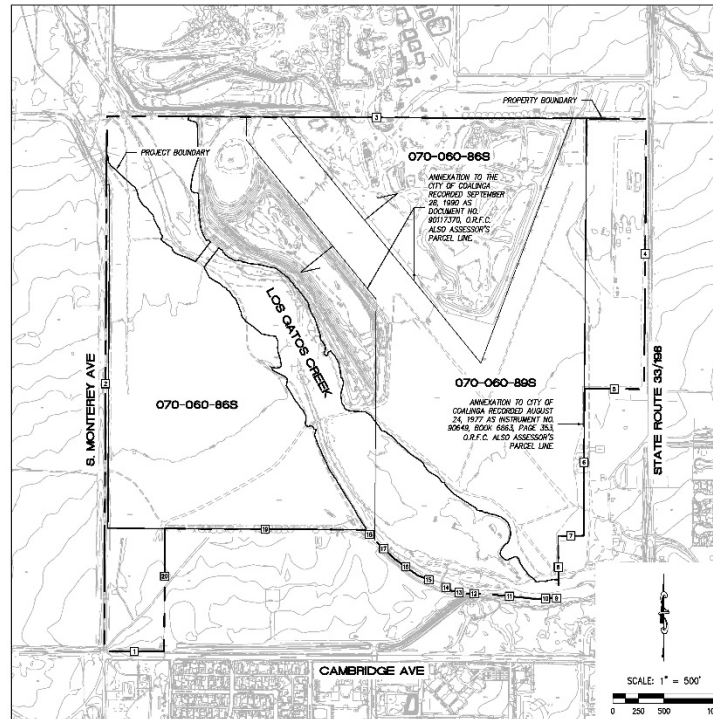 3
PROPERTY BOUNDARY
PROJECT BOUNDARY
070-060-86S
ANNEXATION TO THE
CITY OF COALINGA
RECORDED SEPTEMBER
28, 1990 AS
DOCUMENT NO.
90117370, O.R.F.C.
ALSO ASSESSOR'S
PARCEL LINE
4
LOS GATOS CREEK
S. MONTEREY AVE
2
070-060-86S
070-060-89S
ANNEXATION TO CITY OF
COALINGA RECORDED AUGUST
24, 1977 AS INSTRUMENT NO.
90649, BOOK 6863, PAGE 353,
O.R.F.C. ALSO ASSESSOR'S
PARCEL LINE
5
STATE ROUTE 33/198
6
19
18
7
17
16
8
20
15
14
13
12
11
10
9
1
CAMBRIDGE AVE
SCALE: 1" = 500'
0 250 500